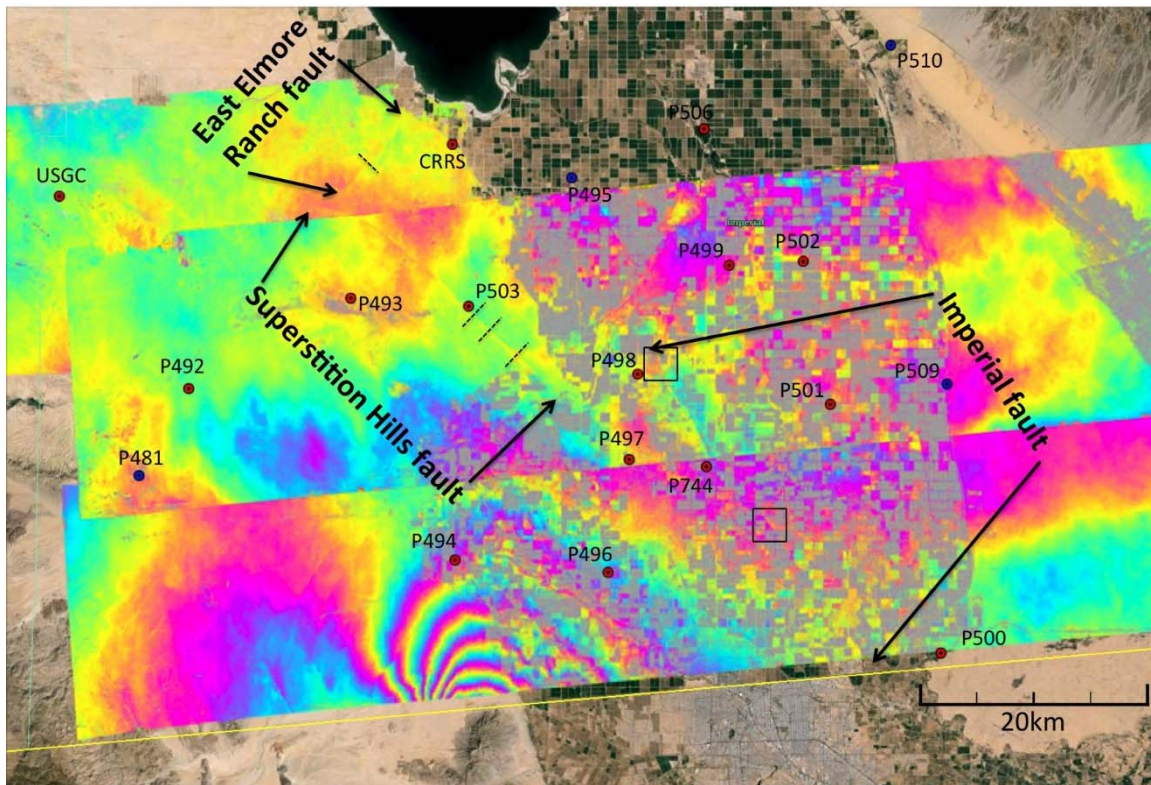 East Elmore
Ranch fault
P510
P506
CRRS
USGC
P495
Imperial
P499
P502
P493
P503
Superstition Hills fault
Imperial fault
P492
P498
P501
P509
P481
P497
P744
P494
P496
P500
20km